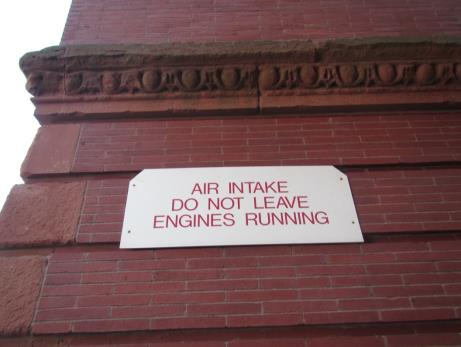 AIR INTAKE
DO NOT LEAVE
ENGINES RUNNING